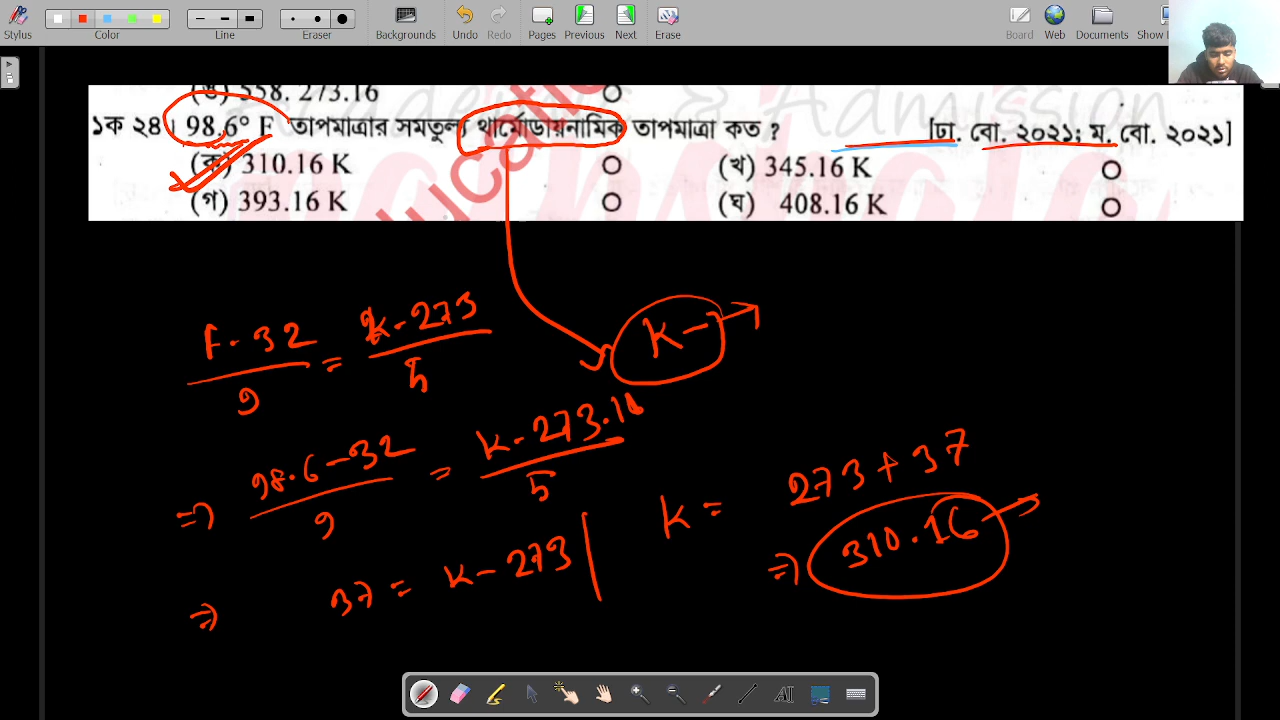 Stylus
Color
Line
Eraser
Backgrounds
Undo
Redo
Pages
Previous
Next
Erase
Board
Web
Documents
(ঙ) 558. 273.16
১ক ২৪। 98.6° F তাপমাত্রার সমতুল্য থার্মোডায়নামিক তাপমাত্রা কত ? [ঢা. বো. ২০২১; ম. বো. ২০২১]
(ক) 310.16 K (খ) 345.16 K
(গ) 393.16 K (ঘ) 408.16 K
F - 32 / 9 = K - 273 / 5
K -
⇒ 98.6 - 32 / 9 = K - 273.16 / 5
⇒ 37 = K - 273
K = 273 + 37
⇒ 310.16